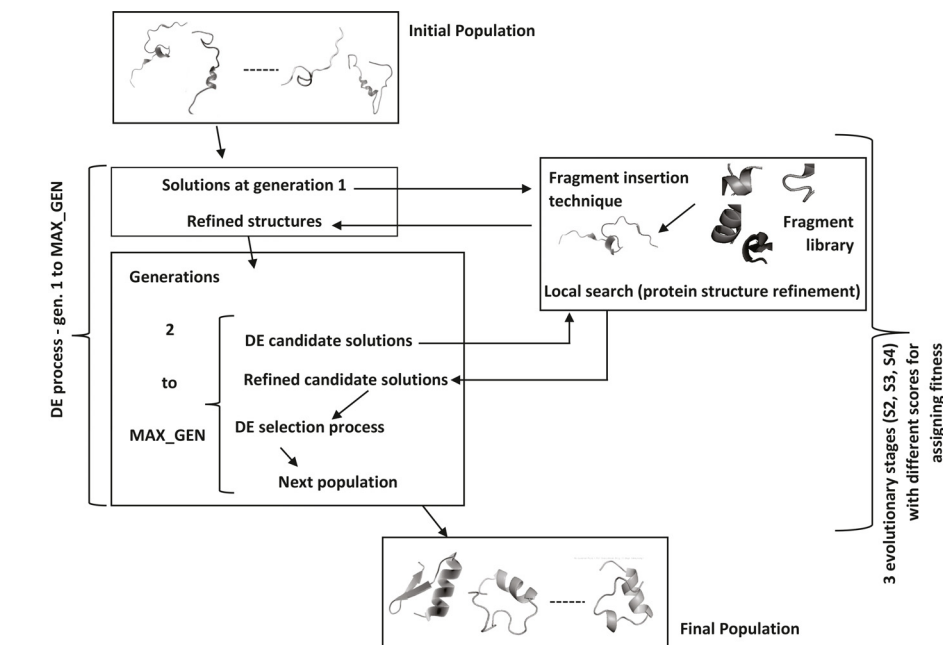 Initial Population
Solutions at generation 1
Refined structures
Fragment insertion
technique
Fragment
library
Local search (protein structure refinement)
DE process - gen. 1 to MAX_GEN
Generations
2
to
MAX_GEN
DE candidate solutions
Refined candidate solutions
DE selection process
Next population
3 evolutionary stages (S2, S3, S4)
with different scores for
assigning fitness
Final Population